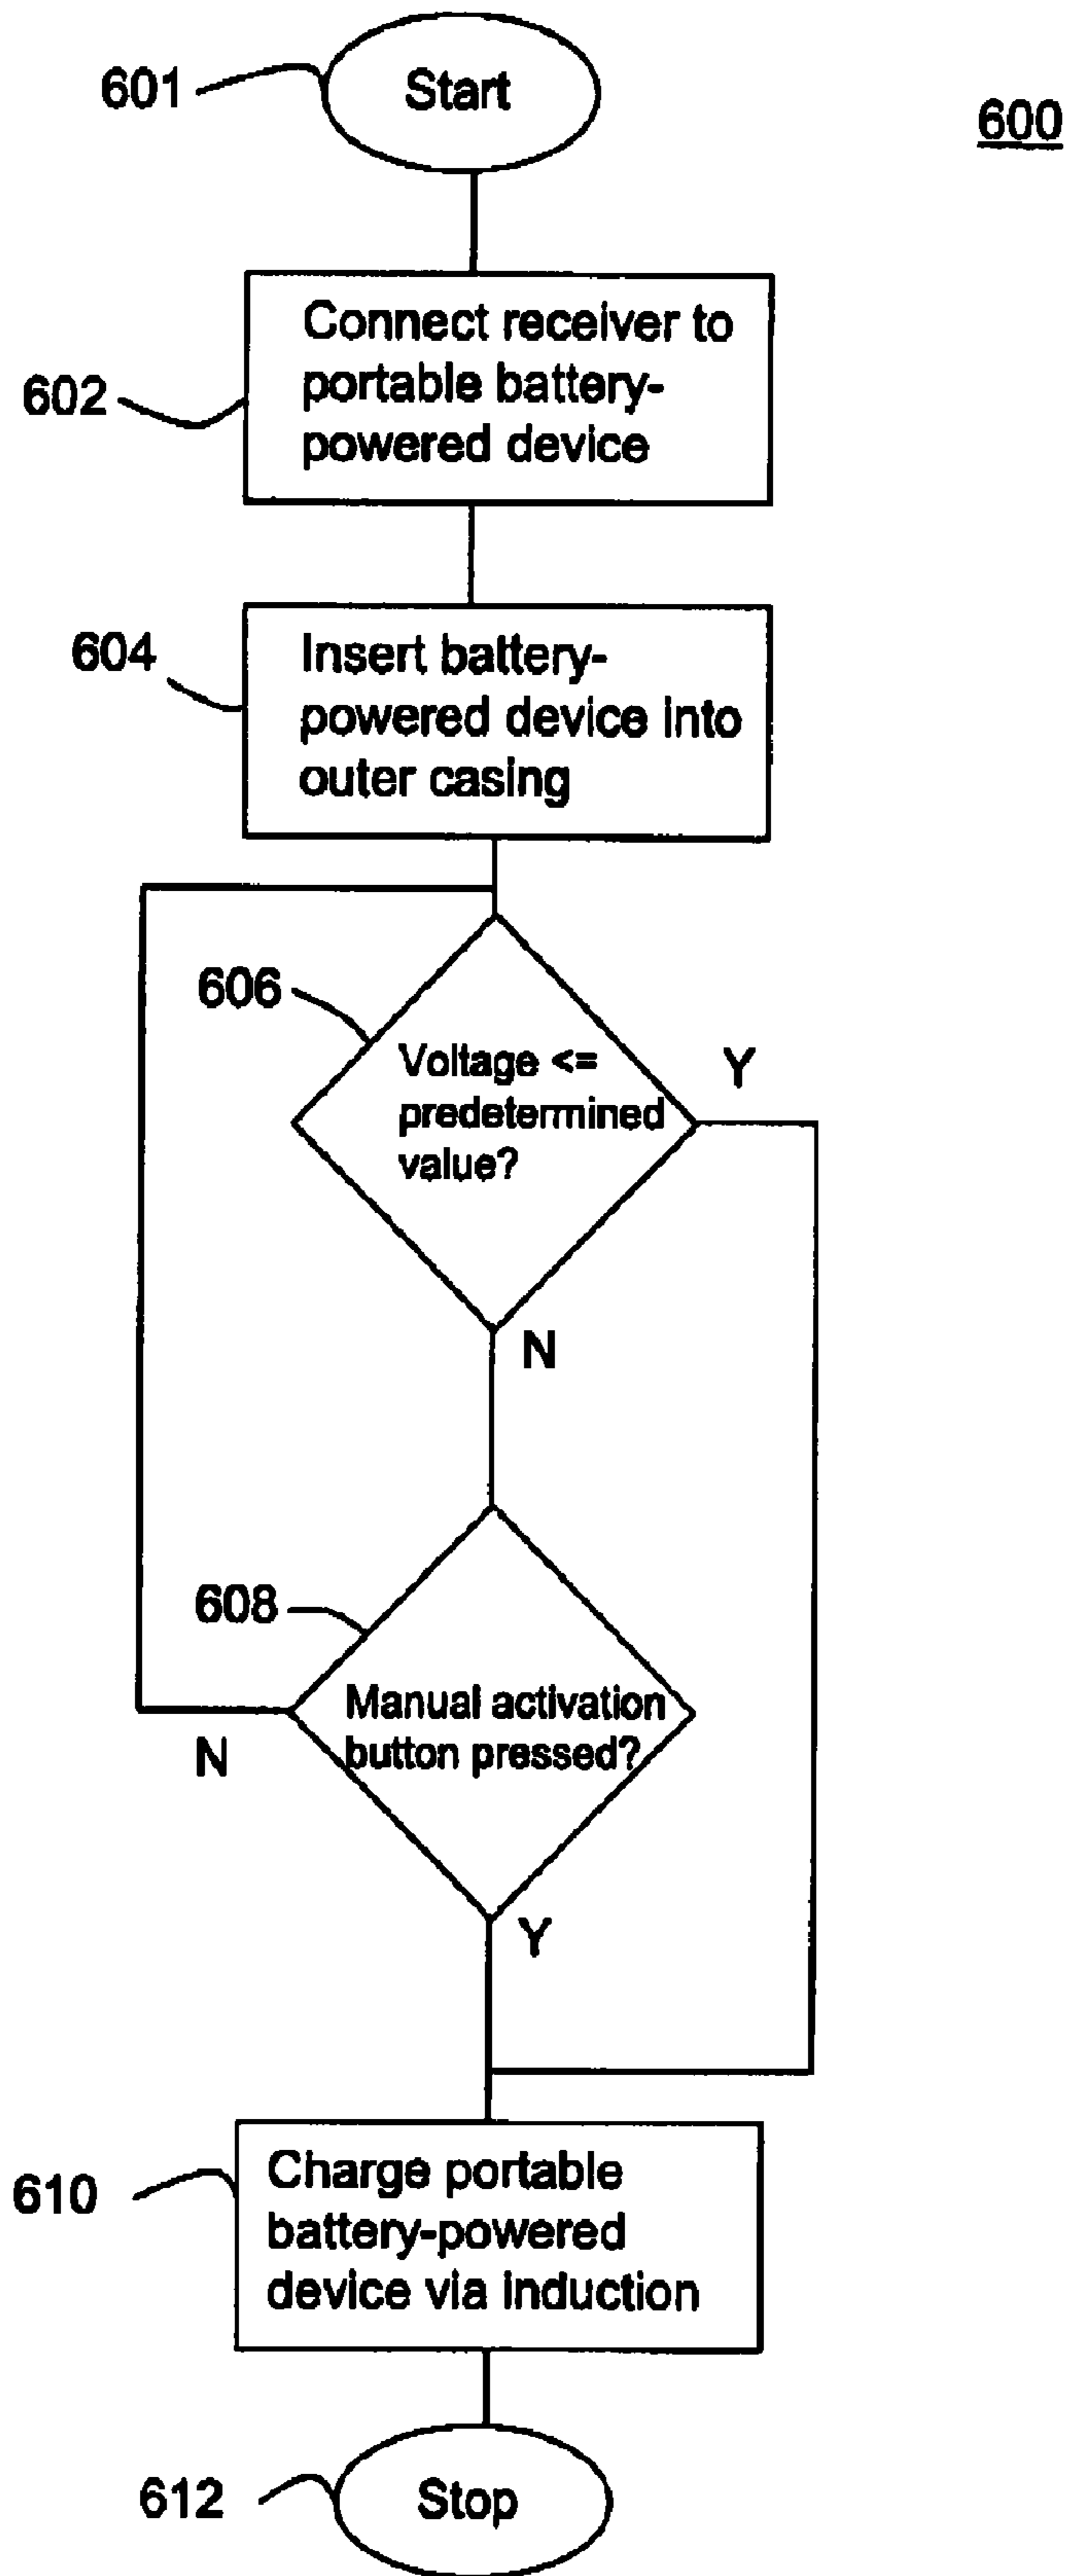 601
Start
600
Connect receiver to
portable battery-
powered device
602
604
Insert battery-
powered device into
outer casing
606
Voltage <=
predetermined
value?
Y
N
608
Manual activation
button pressed?
N
Y
610
Charge portable
battery-powered
device via induction
612
Stop